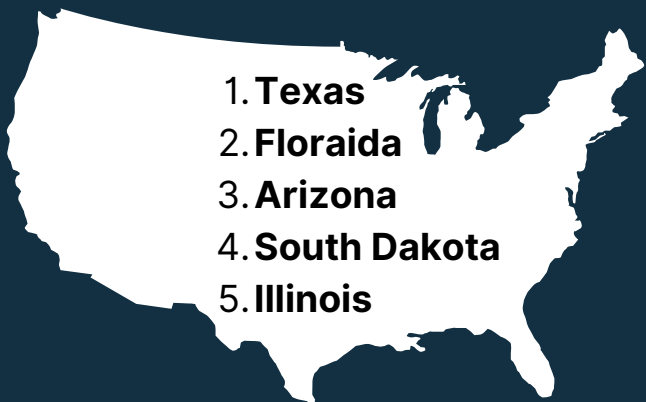 1. Texas
2. Floraida
3. Arizona
4. South Dakota
5. Illinois